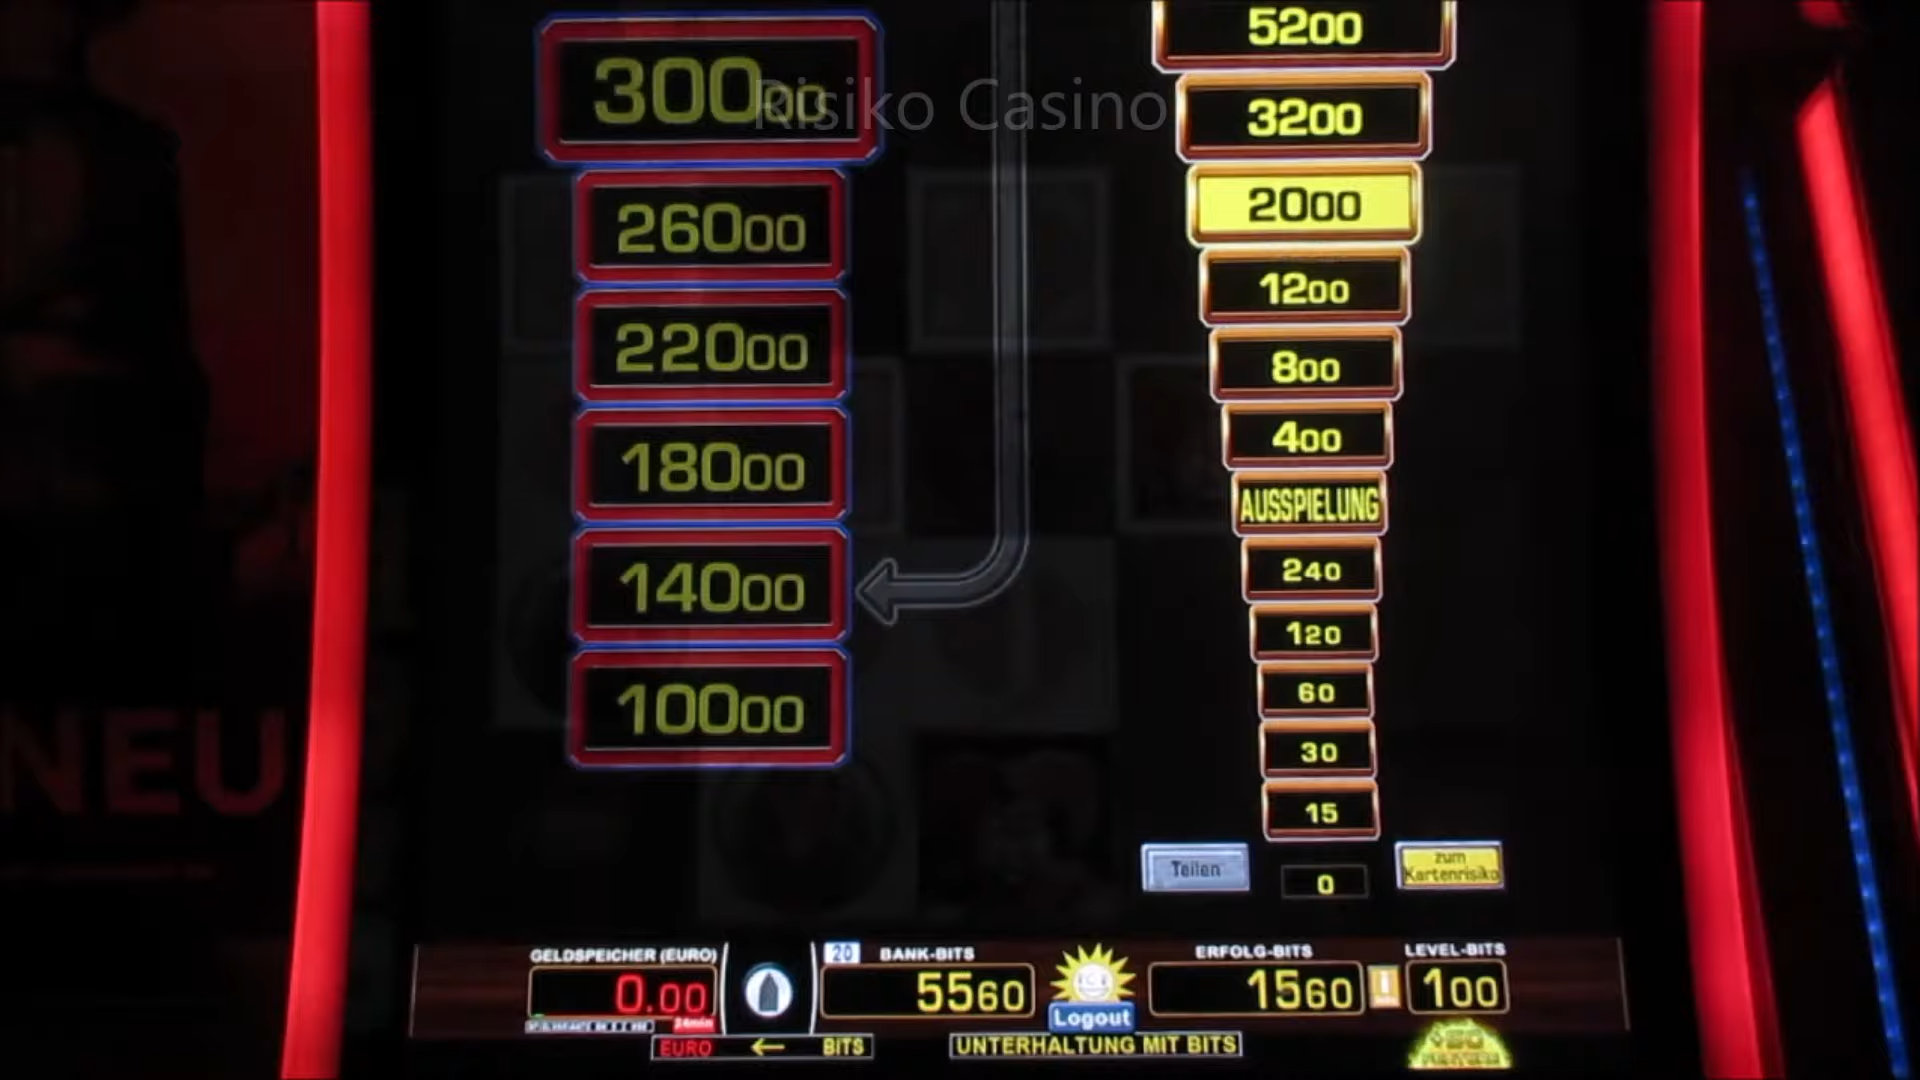 Risiko Casino
30000
26000
22000
18000
14000
10000
5200
3200
2000
1200
800
400
AUSSPIELUNG
240
120
60
30
15
0
Teilen
zum
Kartenrisiko
NEU
GELDSPEICHER (EURO)
0.00
24min
20
BANK-BITS
5560
Logout
ERFOLG-BITS
1560
LEVEL-BITS
100
EURO ← BITS
UNTERHALTUNG MIT BITS